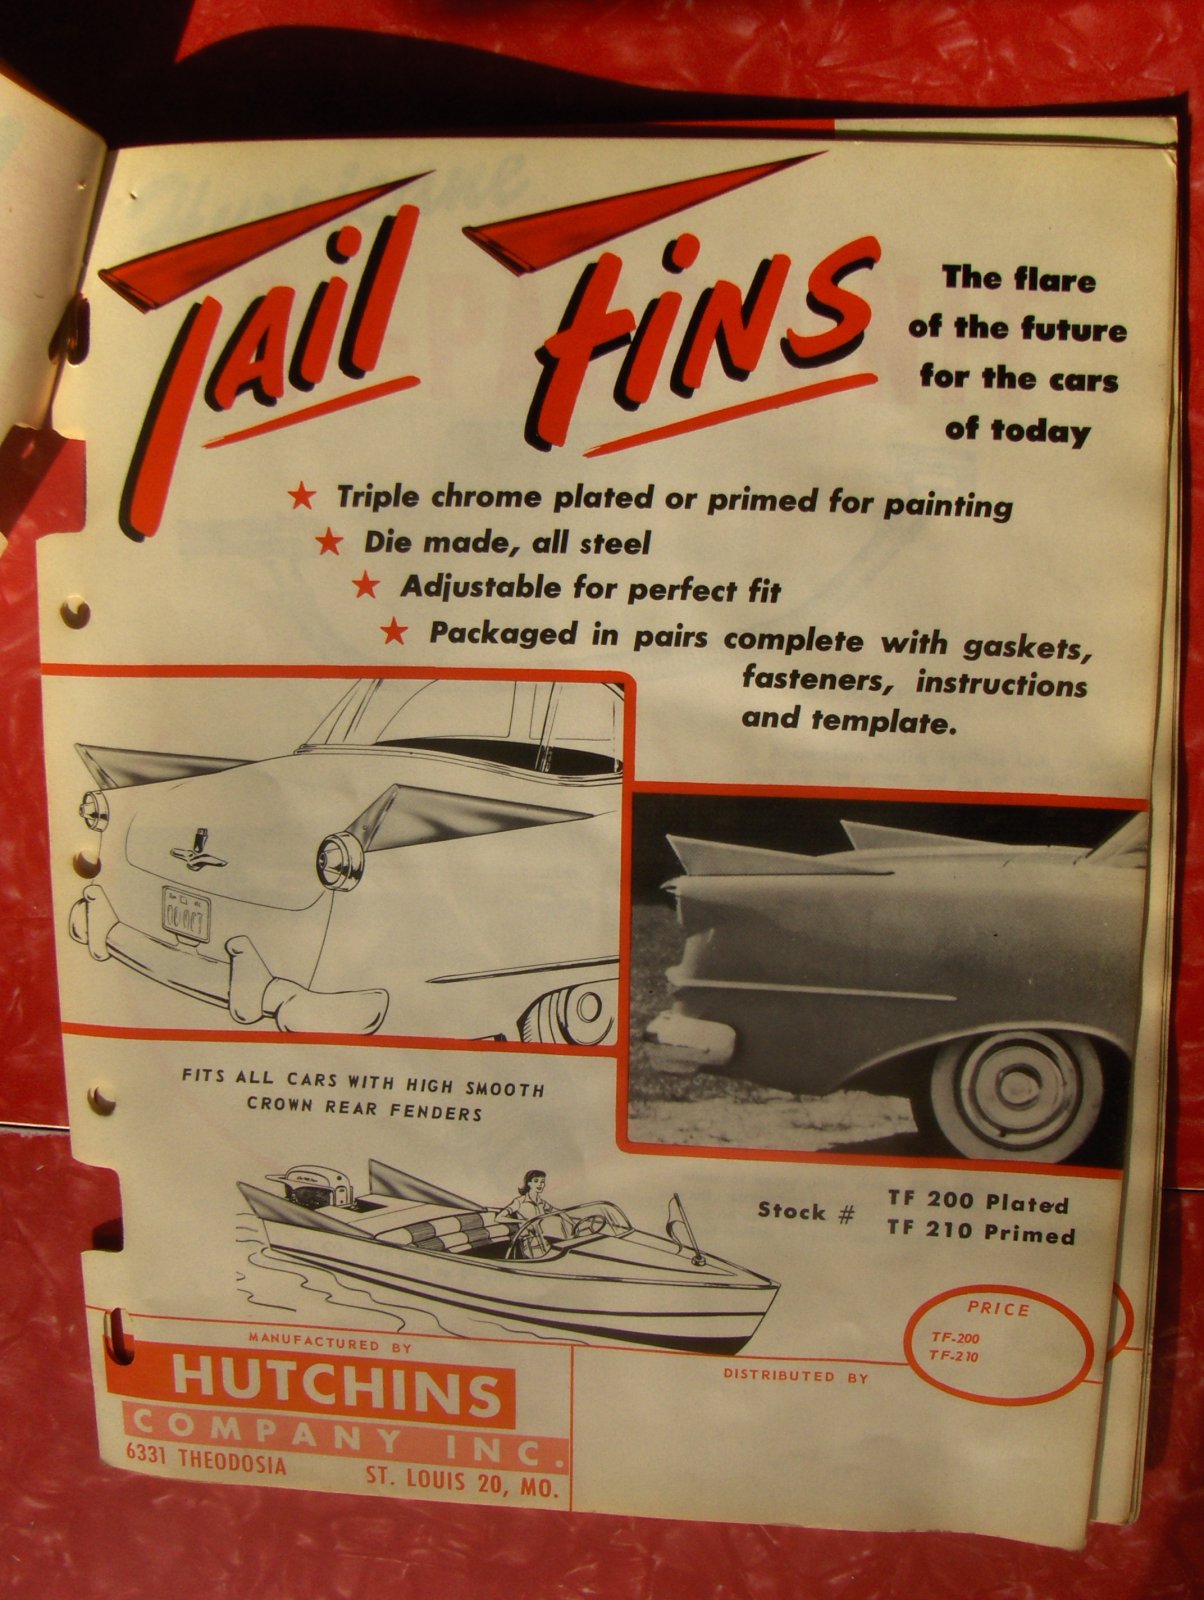 Tail Fins
The flare
of the future
for the cars
of today
★ Triple chrome plated or primed for painting
★ Die made, all steel
★ Adjustable for perfect fit
★ Packaged in pairs complete with gaskets,
fasteners, instructions
and template.
FITS ALL CARS WITH HIGH SMOOTH
CROWN REAR FENDERS
Stock # TF 200 Plated
TF 210 Primed
PRICE
TF-200
TF-210
MANUFACTURED BY
HUTCHINS
COMPANY INC.
6331 THEODOSIA ST. LOUIS 20, MO.
DISTRIBUTED BY